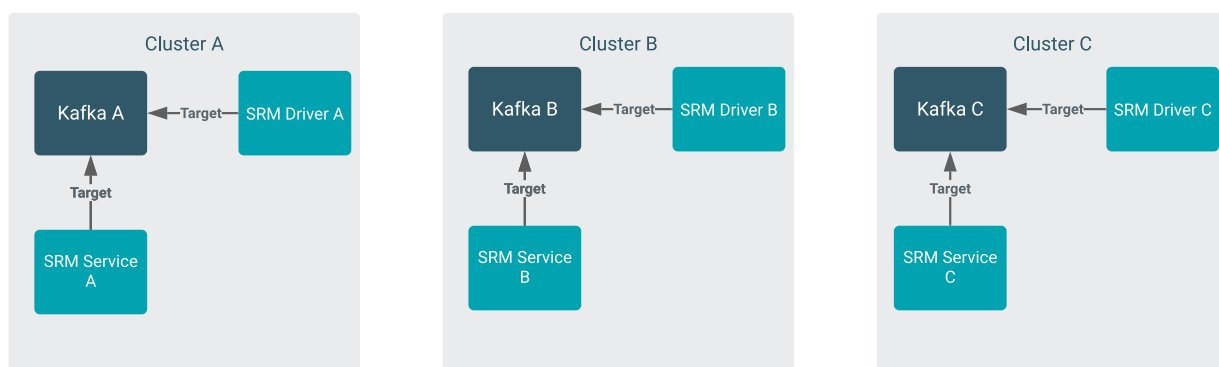 Cluster A
Kafka A
Target
SRM Driver A
Target
SRM Service
A
Cluster B
Kafka B
Target
SRM Driver B
Target
SRM Service
B
Cluster C
Kafka C
Target
SRM Driver C
Target
SRM Service
C